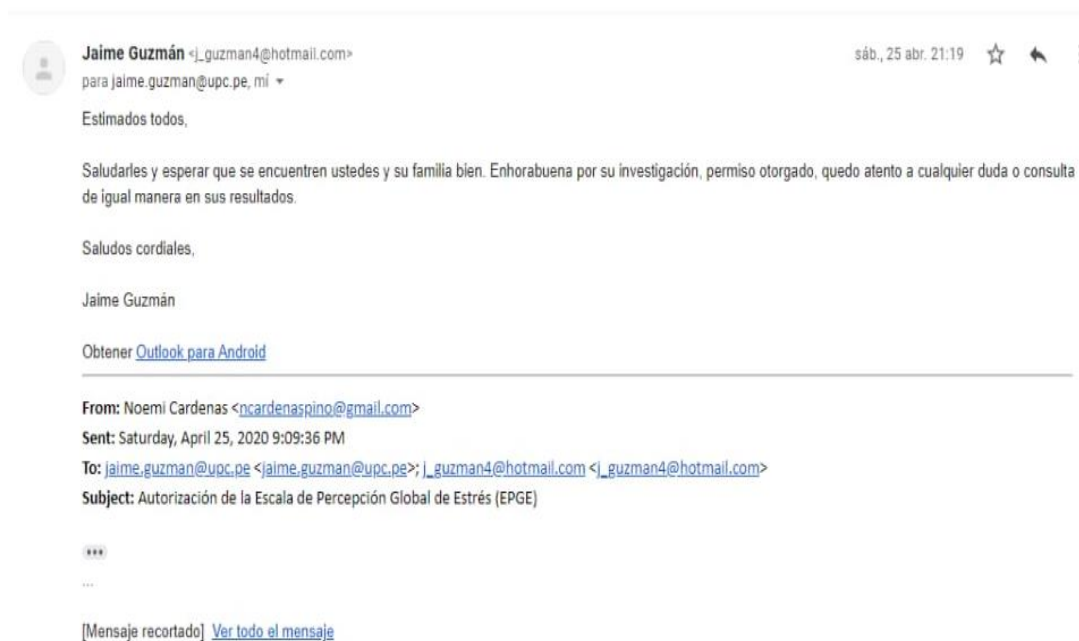 Jaime Guzmán <j_guzman4@hotmail.com>
sáb., 25 abr. 21:19
para jaime.guzman@upc.pe, mí
Estimados todos,
Saludarles y esperar que se encuentren ustedes y su familia bien. Enhorabuena por su investigación, permiso otorgado, quedo atento a cualquier duda o consulta
de igual manera en sus resultados.
Saludos cordiales,
Jaime Guzmán
Obtener Outlook para Android
From: Noemi Cardenas <ncardenaspino@gmail.com>
Sent: Saturday, April 25, 2020 9:09:36 PM
To: jaime.guzman@upc.pe <jaime.guzman@upc.pe>; j_guzman4@hotmail.com <j_guzman4@hotmail.com>
Subject: Autorización de la Escala de Percepción Global de Estrés (EPGE)
...
[Mensaje recortado] Ver todo el mensaje